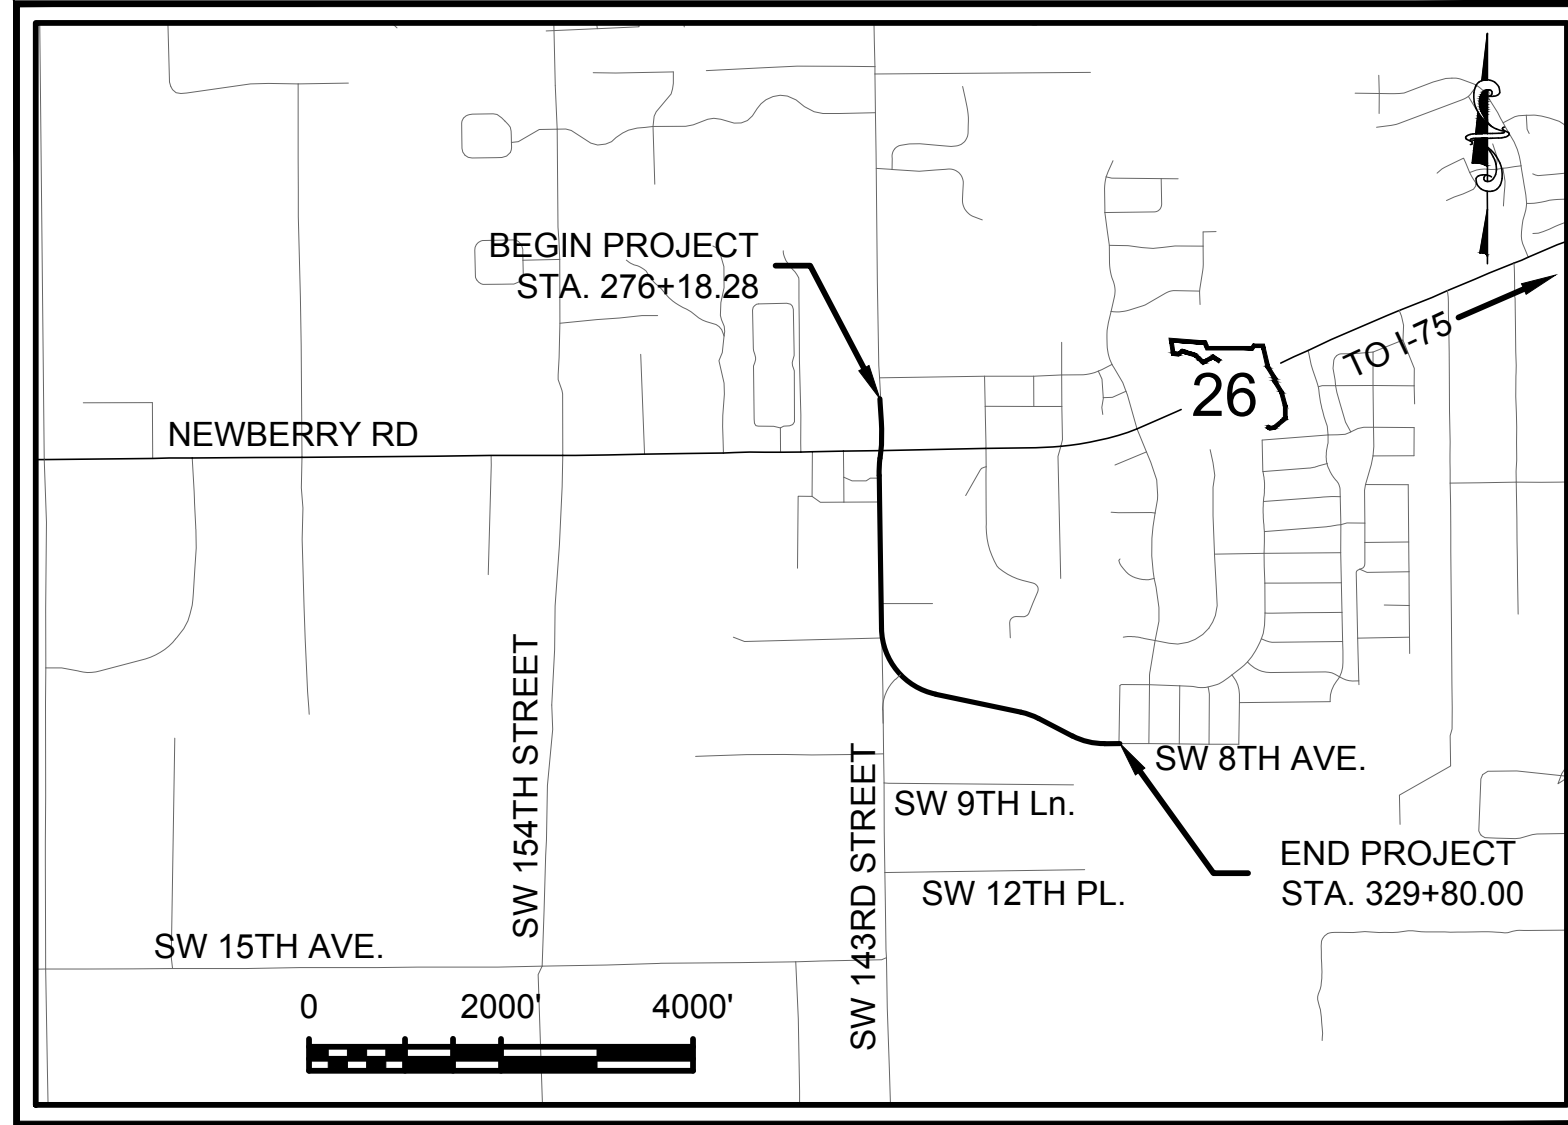 BEGIN PROJECT
STA. 276+18.28
TO I-75
26
NEWBERRY RD
SW 154TH STREET
SW 143RD STREET
SW 8TH AVE.
SW 9TH Ln.
END PROJECT
STA. 329+80.00
SW 12TH PL.
SW 15TH AVE.
0 2000' 4000'